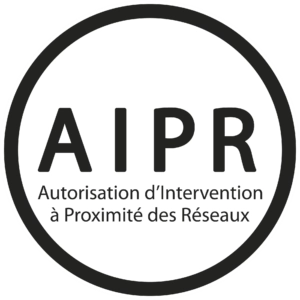 AIPR
Autorisation d'Intervention
à Proximité des Réseaux